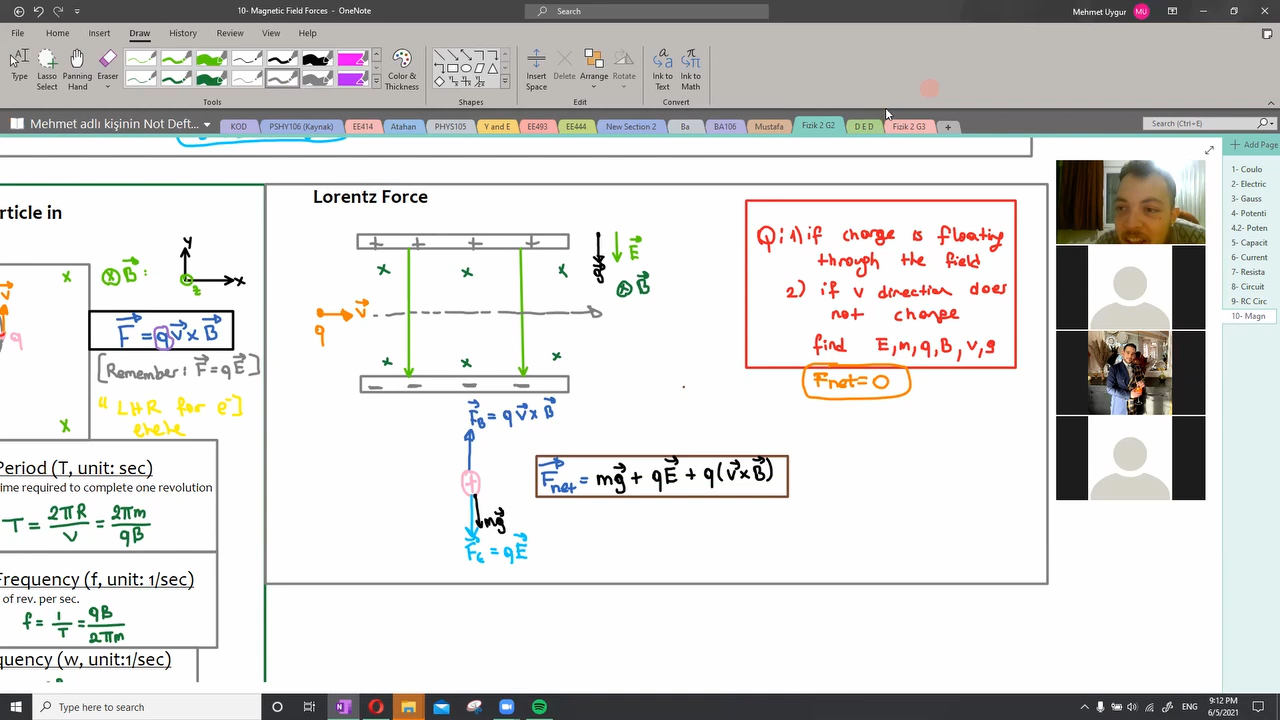 10- Magnetic Field Forces - OneNote
Search
Mehmet Uygur
MU
File Home Insert Draw History Review View Help
Type
Lasso Select
Panning Hand
Eraser
Color & Thickness
Insert Space
Delete
Arrange
Rotate
Ink to Text
Ink to Math
Tools
Shapes
Edit
Convert
Mehmet adlı kişinin Not Deft...
KOD
PSHY106 (Kaynak)
EE414
Atahan
PHYS105
Y and E
EE493
EE444
New Section 2
Ba
BA106
Mustafa
Fizik 2 G2
D E D
Fizik 2 G3
+
Search (Ctrl+E)
Add Page
1- Coulo
2- Electric
3- Gauss
4- Potenti
4.2- Poten
5- Capacit
6- Current
7- Resista
8- Circuit
9- RC Circ
10- Magn
article in
y
x
z
B⃗ :
x
x
v⃗
q
F⃗ = qv⃗ x B⃗
[Remember: F⃗ = qE⃗]
"LHR for e⁻]
Period (T, unit: sec)
ime required to complete one revolution
T = 2πR/v = 2πm/qB
Frequency (f, unit: 1/sec)
of rev. per sec.
f = 1/T = qB/2πm
quency (w, unit:1/sec)
Lorentz Force
+ + + +
x x x
E⃗
B⃗
q
v⃗
x x x
– – – –
F⃗B = qv⃗ x B⃗
+
mg⃗
F⃗E = qE⃗
F⃗net = mg⃗ + qE⃗ + q(v⃗xB⃗)
Q: 1) if charge is floating
through the field
2) if v direction does
not change
find E, m, q, B, v, g
Fnet = 0
Type here to search
ENG
9:12 PM
6/5/2021